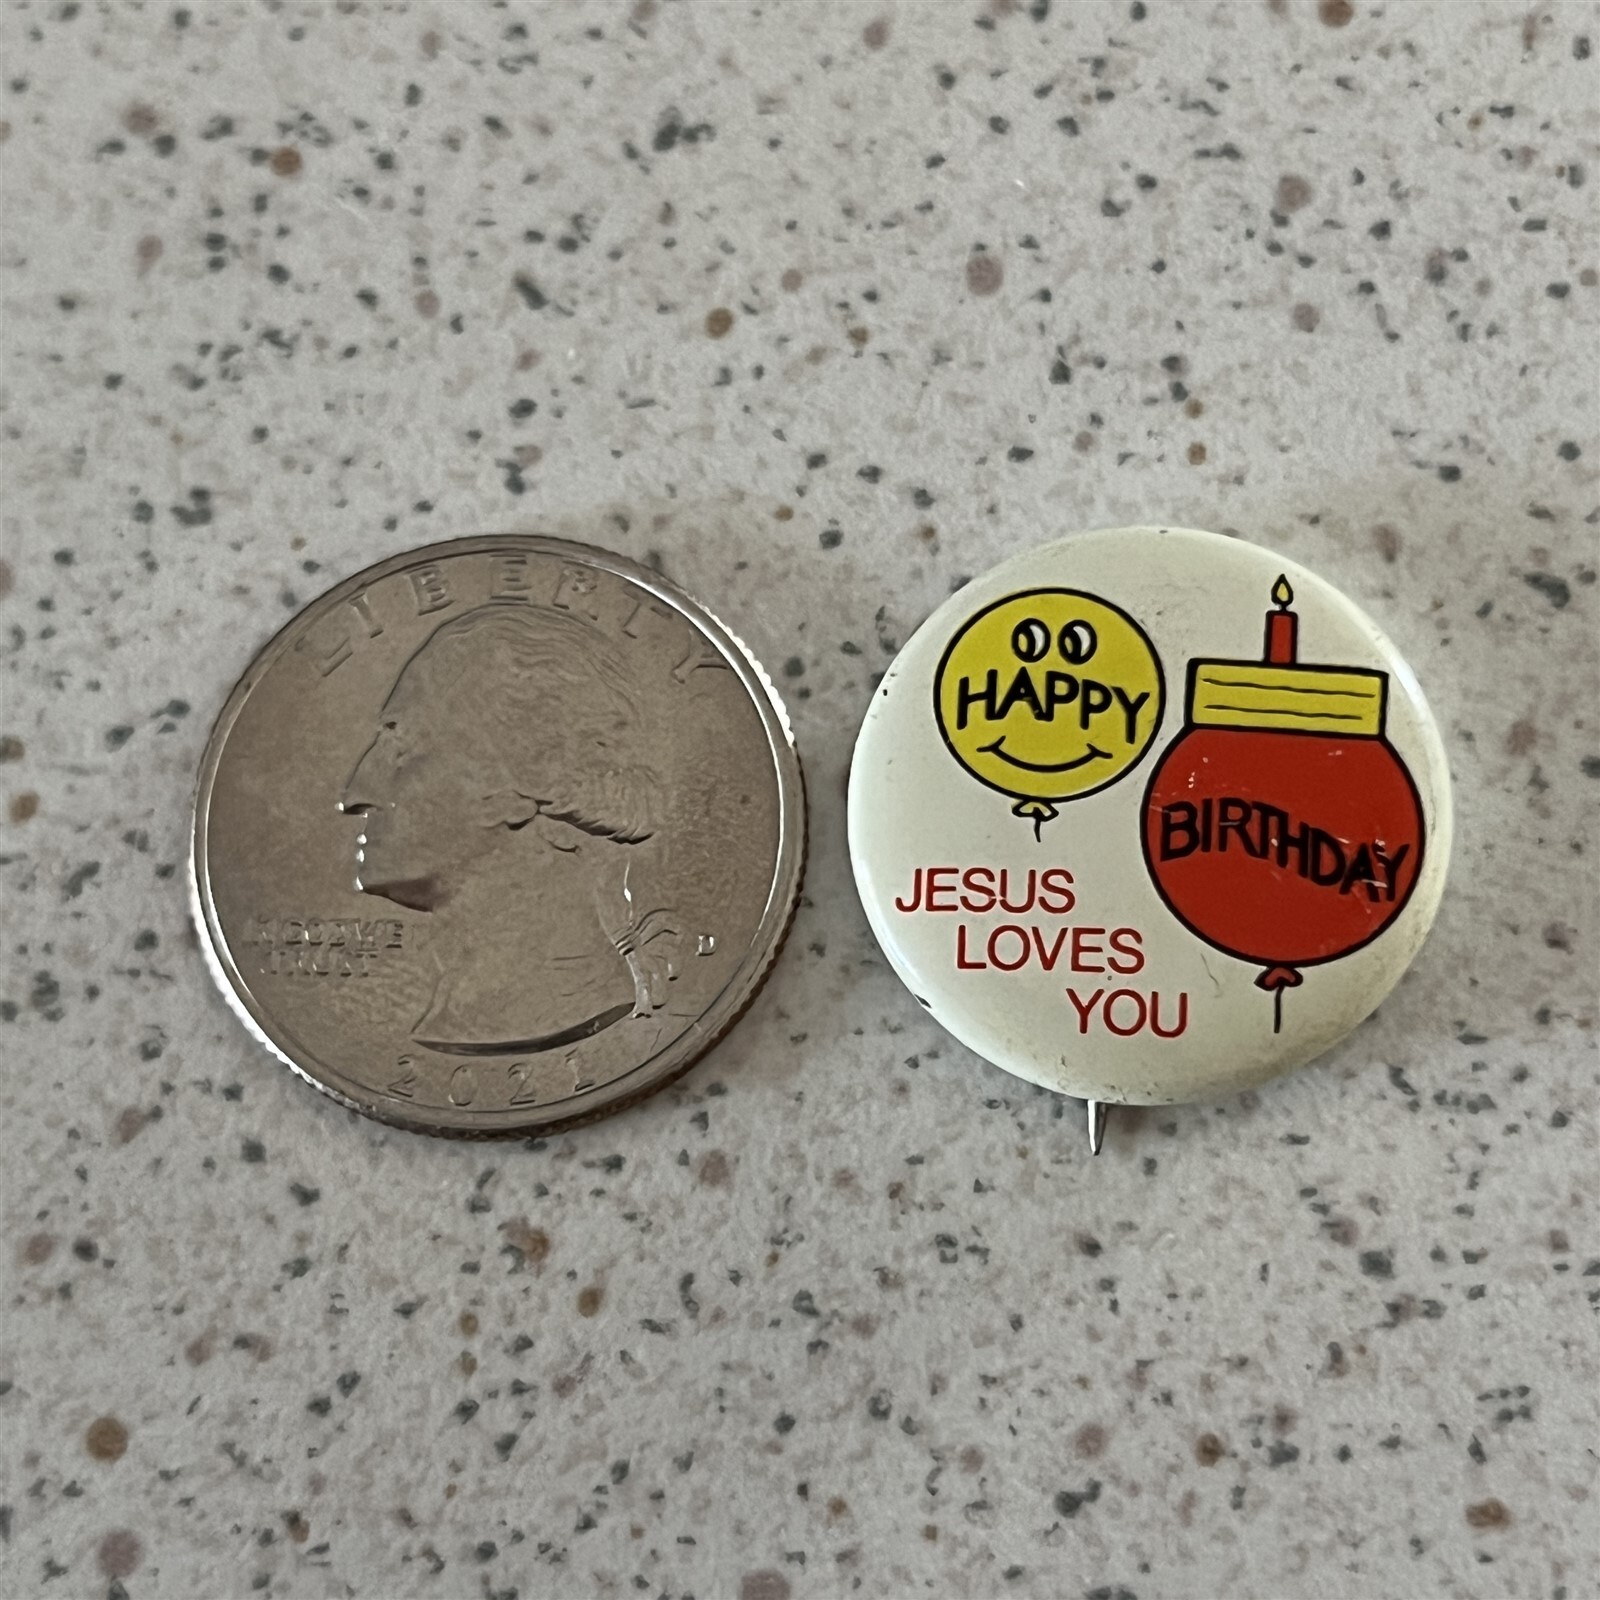 LIBERTY
IN GOD WE
TRUST
D
2021
HAPPY
BIRTHDAY
JESUS
LOVES
YOU